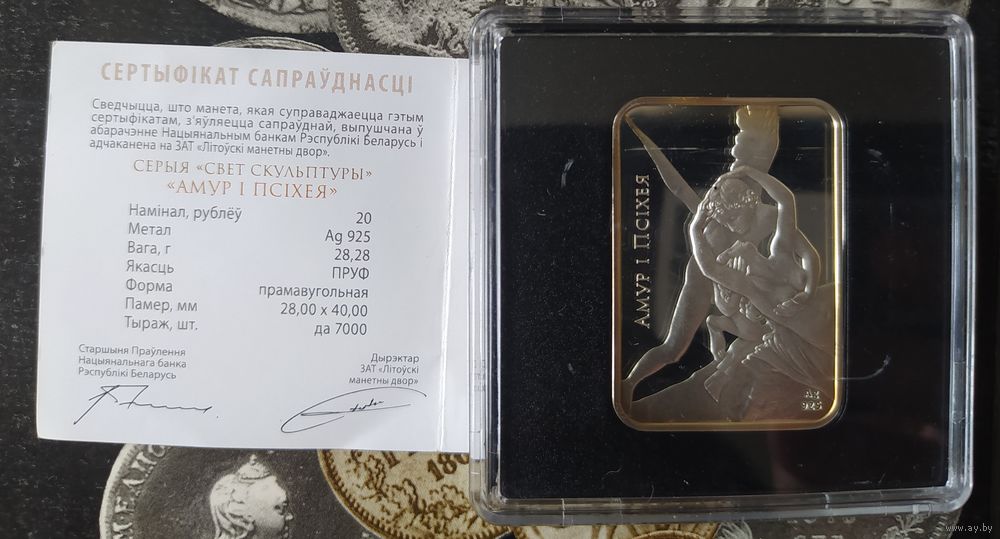 СЕРТЫФІКАТ САПРАЎДНАСЦІ
Сведчыцца, што манета, якая суправаджаецца гэтым
сертыфікатам, з'яўляецца сапраўднай, выпушчана ў
абарачэнне Нацыянальным банкам Рэспублікі Беларусь і
адчаканена на ЗАТ «Літоўскі манетны двор».
СЕРЫЯ «СВЕТ СКУЛЬПТУРЫ»
«АМУР І ПСІХЕЯ»
Намінал, рублёў 20
Метал Ag 925
Вага, г 28,28
Якасць ПРУФ
Форма прамавугольная
Памер, мм 28,00 x 40,00
Тыраж, шт. да 7000
Старшыня Праўлення
Нацыянальнага банка
Рэспублікі Беларусь
Дырэктар
ЗАТ «Літоўскі
манетны двор»
АМУР І ПСІХЕЯ
AG
925
www.ay.by